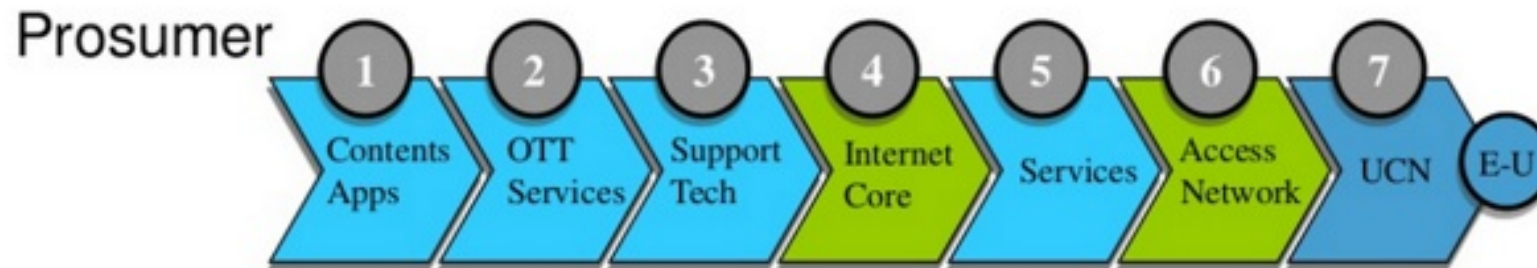 Prosumer
1
Contents
Apps
2
OTT
Services
3
Support
Tech
4
Internet
Core
5
Services
6
Access
Network
7
UCN
E-U